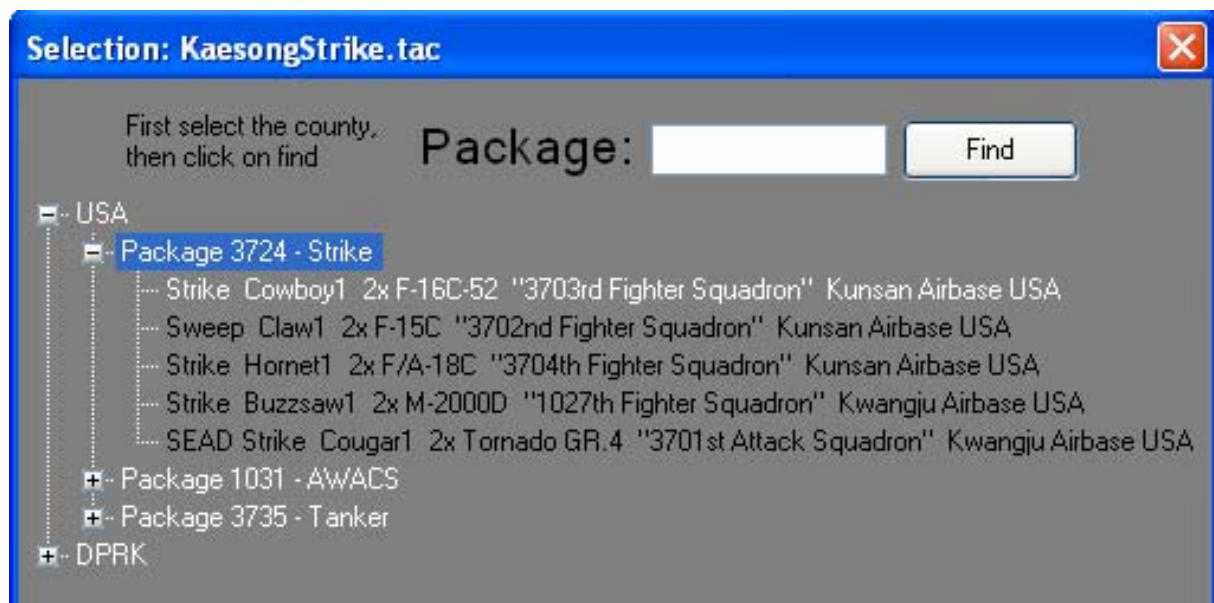 Selection: KaesongStrike.tac
First select the county,
then click on find
Package:
Find
USA
Package 3724 - Strike
Strike Cowboy1 2x F-16C-52 "3703rd Fighter Squadron" Kunsan Airbase USA
Sweep Claw1 2x F-15C "3702nd Fighter Squadron" Kunsan Airbase USA
Strike Hornet1 2x F/A-18C "3704th Fighter Squadron" Kunsan Airbase USA
Strike Buzzsaw1 2x M-2000D "1027th Fighter Squadron" Kwangju Airbase USA
SEAD Strike Cougar1 2x Tornado GR.4 "3701st Attack Squadron" Kwangju Airbase USA
Package 1031 - AWACS
Package 3735 - Tanker
DPRK